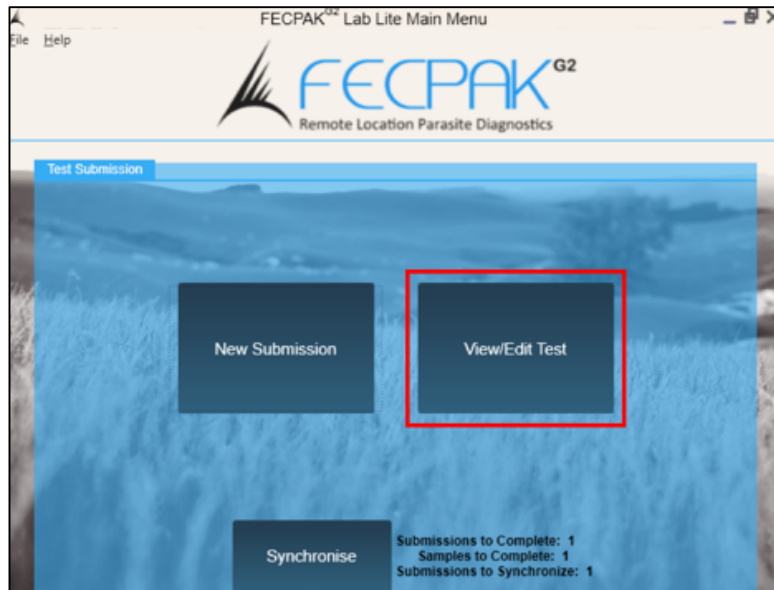 FECPAK G2 Lab Lite Main Menu
File Help
FECPAK G2
Remote Location Parasite Diagnostics
Test Submission
New Submission
View/Edit Test
Synchronise
Submissions to Complete: 1
Samples to Complete: 1
Submissions to Synchronize: 1